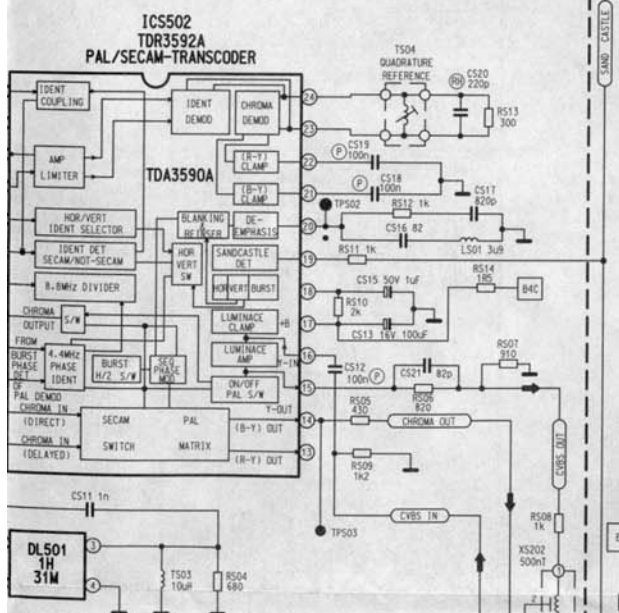 ICS502
TDR3592A
PAL/SECAM-TRANSCODER
SAND CASTLE
TS04
QUADRATURE
REFERENCE
RH
CS20
220p
RS13
300
IDENT
COUPLING
IDENT
DEMOD
CHROMA
DEMOD
24
23
AMP
LIMITER
(R-Y)
CLAMP
22
P
CS19
100n
TDA3590A
(B-Y)
CLAMP
21
P
CS18
100n
TPS02
RS12 1k
CS17
820p
HOR/VERT
IDENT SELECTOR
BLANKING
DE-
EMPHASIS
20
CS16 82
LS01 3u9
IDENT DET
SECAM/NOT-SECAM
HOR
VERT
SW
SANDCASTLE
DET
19
RS11 1k
8.8MHz DIVIDER
HOR
VERT
BURST
18
CS15 50V 1uF
RS14
1R5
B4C
RS10
2k
CHROMA
OUTPUT
S/W
LUMINACE
CLAMP
+B
17
CS13 16V 100uF
FROM
BURST
PHASE
DET
OF
PAL DEMOD
4.4MHz
PHASE
IDENT
BURST
H/2 S/W
SEQ
PHASE
MOD
LUMINACE
AMP
Y-IN
16
CS12
100n
P
CS21
82p
RS07
910
ON/OFF
PAL S/W
15
RS06
820
Y-OUT
CHROMA IN
(DIRECT)
SECAM
SWITCH
PAL
MATRIX
(B-Y) OUT
14
RS05
430
CHROMA OUT
CHROMA IN
(DELAYED)
(R-Y) OUT
13
RS09
1k2
CVBS OUT
CS11 1n
CVBS IN
TPS03
RS08
1k
XS202
500nT
1
2
DL501
1H
31M
3
4
TS03
10uH
RS04
680